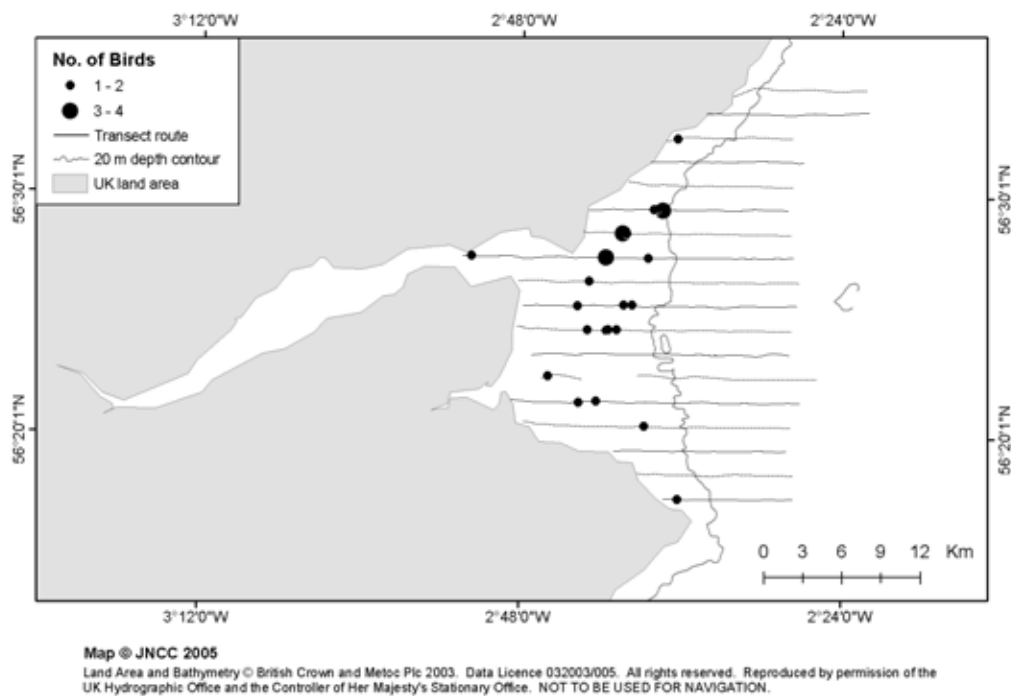 3°12'0"W 2°48'0"W 2°24'0"W
No. of Birds
1 - 2
3 - 4
Transect route
20 m depth contour
UK land area
56°30'1"N
56°30'1"N
56°20'1"N
56°20'1"N
0 3 6 9 12 Km
3°12'0"W 2°48'0"W 2°24'0"W
Map © JNCC 2005
Land Area and Bathymetry © British Crown and Metoc Plc 2003. Data Licence 032003/005. All rights reserved. Reproduced by permission of the
UK Hydrographic Office and the Controller of Her Majesty's Stationary Office. NOT TO BE USED FOR NAVIGATION.